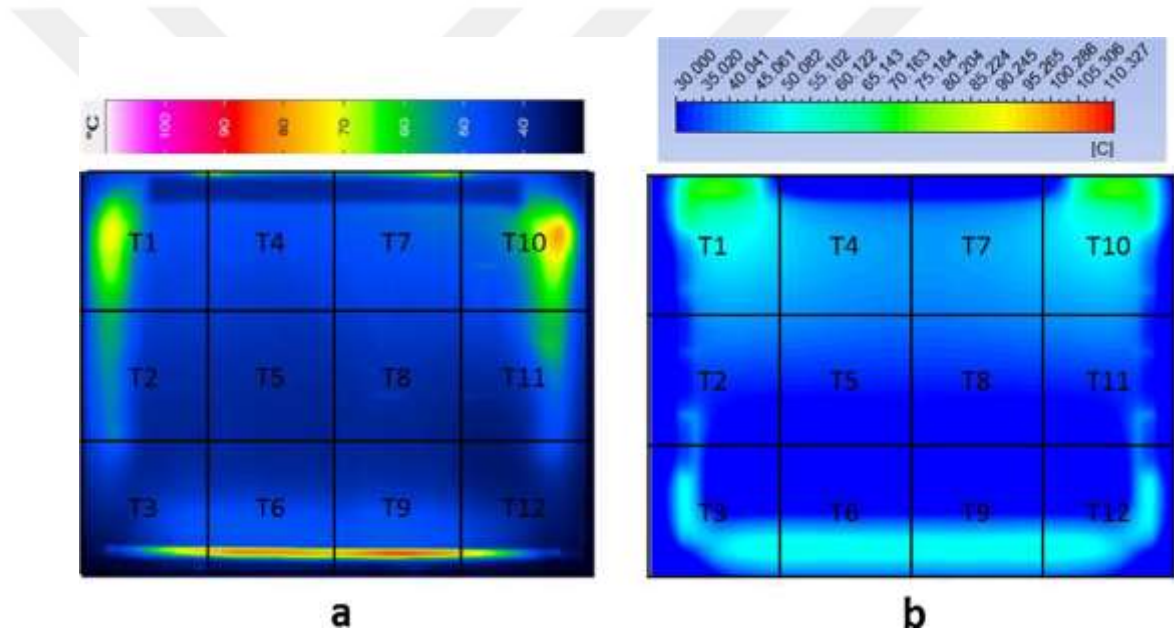 °C 100 90 80 70 60 50 40
30.000 35.020 40.041 45.061 50.082 55.102 60.122 65.143 70.163 75.184 80.204 85.224 90.245 95.265 100.286 105.306 110.327
[C]
T1 T4 T7 T10
T2 T5 T8 T11
T3 T6 T9 T12
a
T1 T4 T7 T10
T2 T5 T8 T11
T3 T6 T9 T12
b